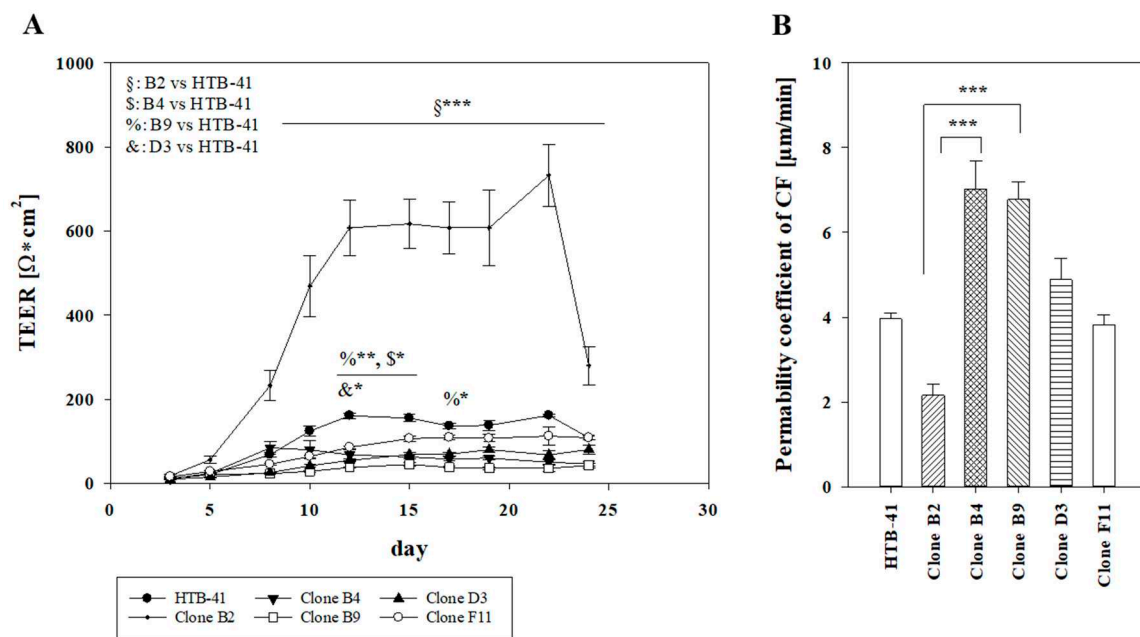 A
B
§: B2 vs HTB-41
$: B4 vs HTB-41
%: B9 vs HTB-41
&: D3 vs HTB-41
§***
%**, $*
&*
%*
TEER [Ω*cm²]
1000
800
600
400
200
0
0 5 10 15 20 25 30
day
HTB-41 Clone B4 Clone D3
Clone B2 Clone B9 Clone F11
Permability coefficient of CF [µm/min]
10
8
6
4
2
0
***
***
HTB-41
Clone B2
Clone B4
Clone B9
Clone D3
Clone F11